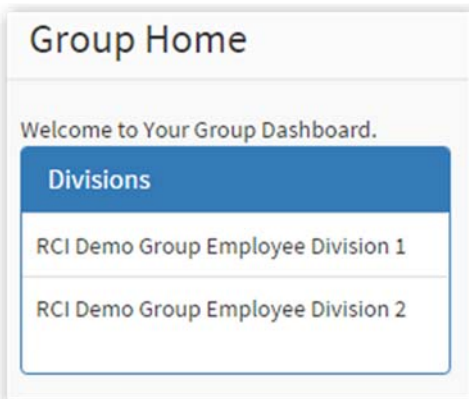 Group Home
Welcome to Your Group Dashboard.
Divisions
RCI Demo Group Employee Division 1
RCI Demo Group Employee Division 2